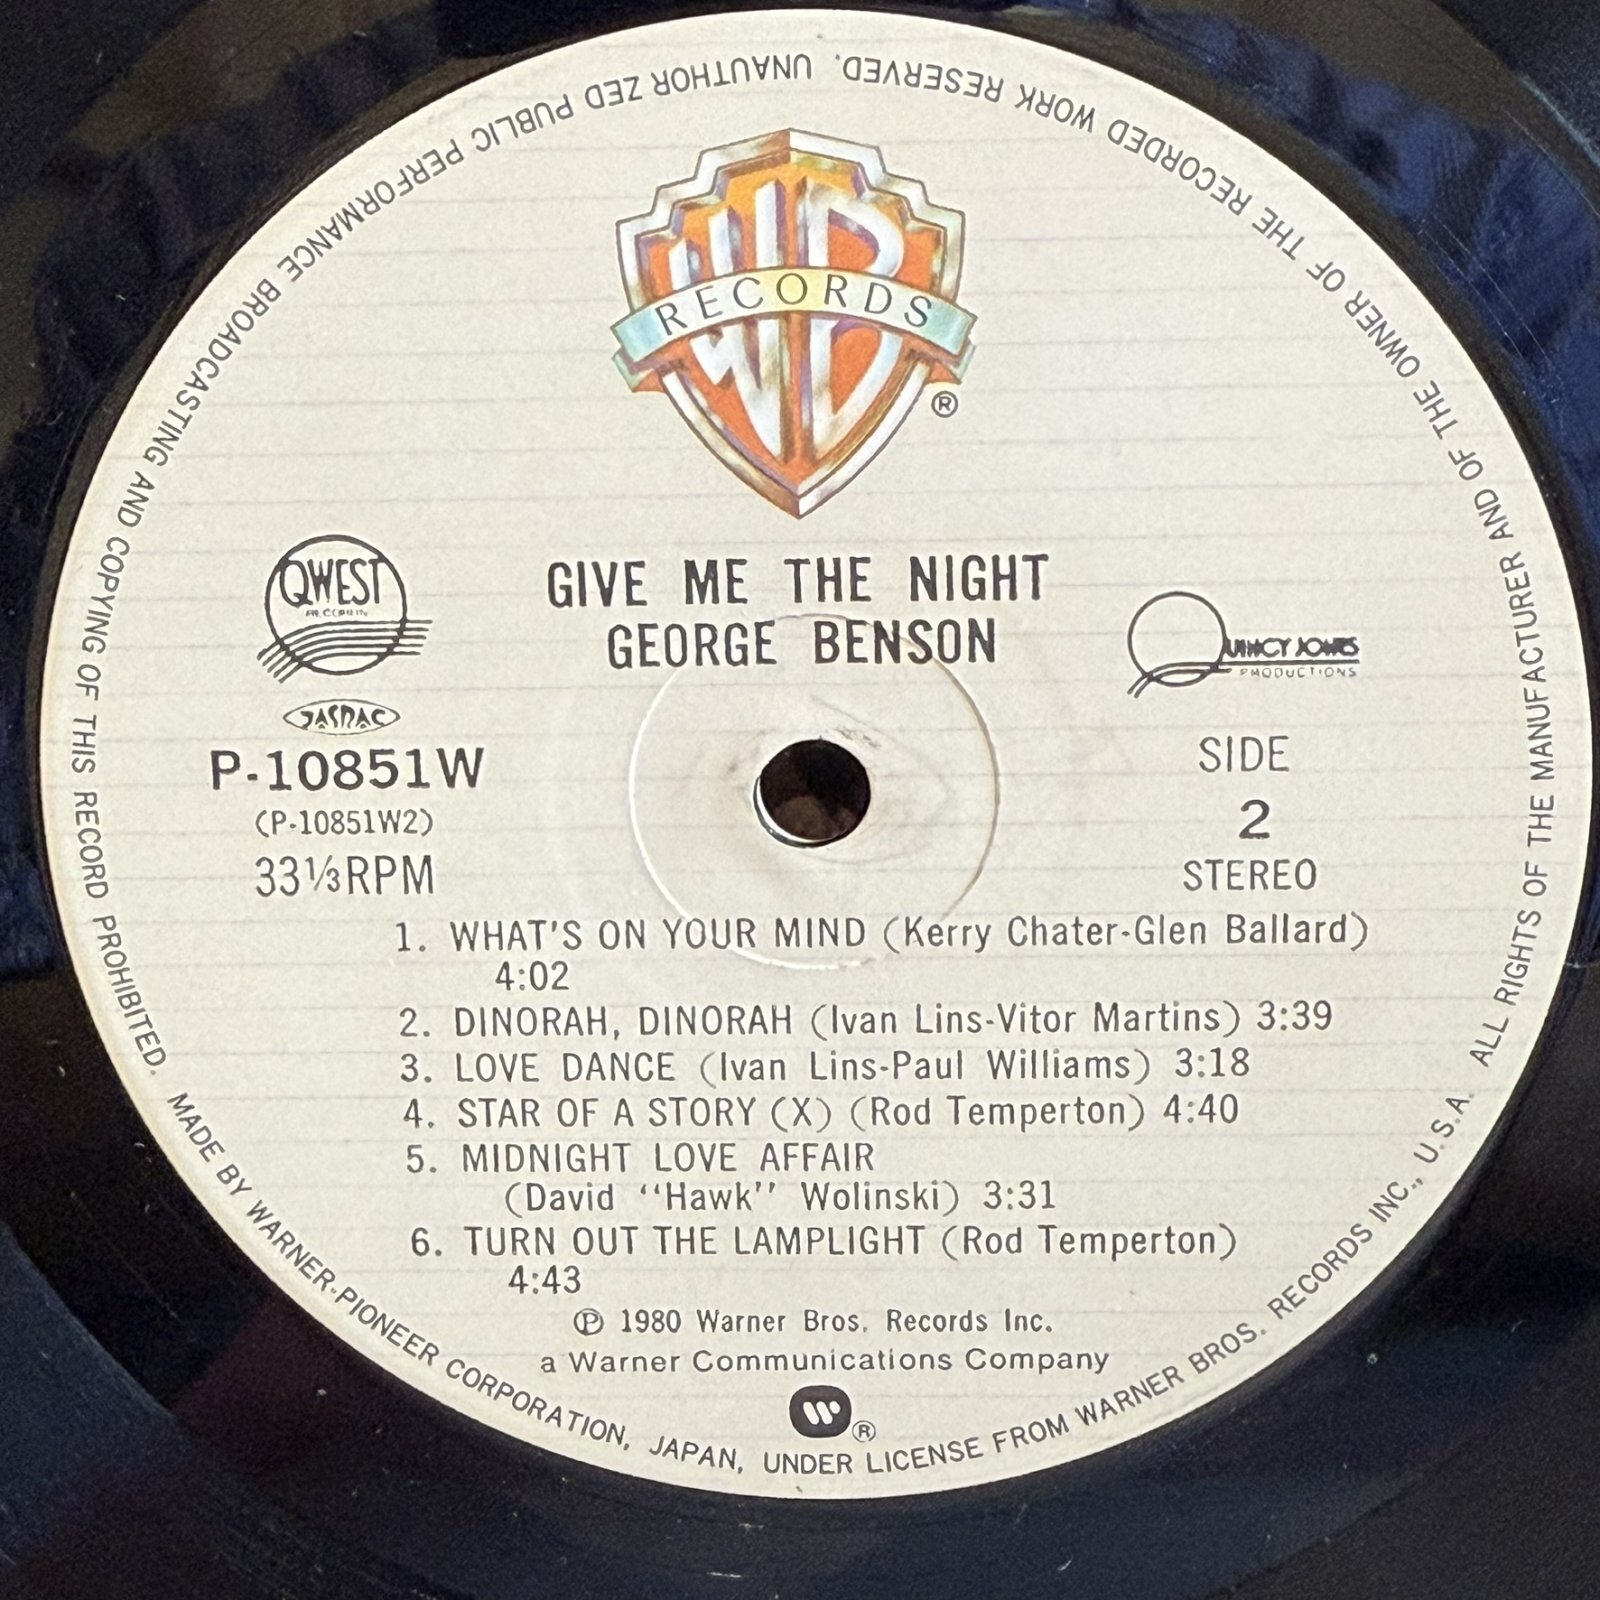 WB
RECORDS
®
QWEST
RECORDS
GIVE ME THE NIGHT
GEORGE BENSON
QUINCY JONES
PRODUCTIONS
JASRAC
P-10851W
(P-10851W2)
33⅓RPM
SIDE
2
STEREO
1. WHAT'S ON YOUR MIND (Kerry Chater-Glen Ballard)
4:02
2. DINORAH, DINORAH (Ivan Lins-Vitor Martins) 3:39
3. LOVE DANCE (Ivan Lins-Paul Williams) 3:18
4. STAR OF A STORY (X) (Rod Temperton) 4:40
5. MIDNIGHT LOVE AFFAIR
(David "Hawk" Wolinski) 3:31
6. TURN OUT THE LAMPLIGHT (Rod Temperton)
4:43
℗ 1980 Warner Bros. Records Inc.
a Warner Communications Company
®
MADE BY WARNER-PIONEER CORPORATION, JAPAN, UNDER LICENSE FROM WARNER BROS. RECORDS INC., U.S.A. ALL RIGHTS OF THE MANUFACTURER AND OF THE OWNER OF THE RECORDED WORK RESERVED. UNAUTHOR ZED PUBLIC PERFORMANCE BROADCASTING AND COPYING OF THIS RECORD PROHIBITED.